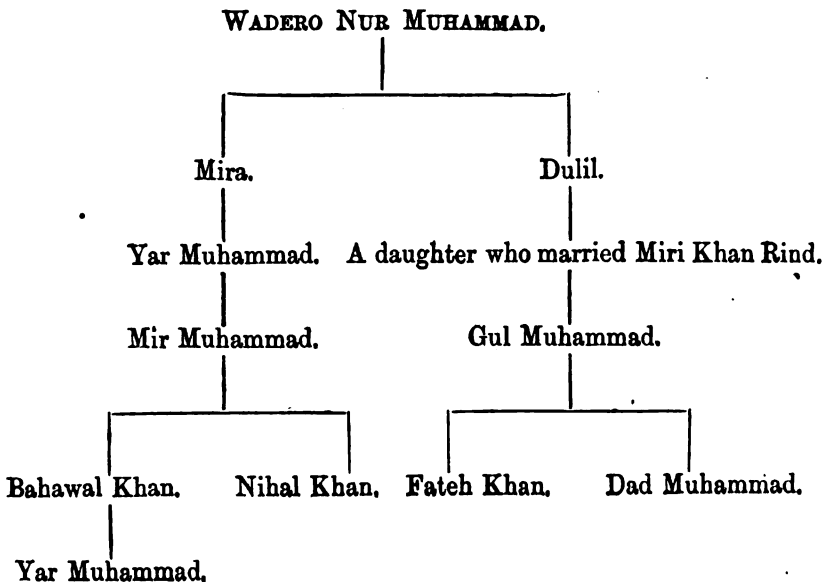 WADERO NUR MUHAMMAD.
Mira. Dulil.
Yar Muhammad. A daughter who married Miri Khan Rind.
Mir Muhammad. Gul Muhammad.
Bahawal Khan. Nihal Khan. Fateh Khan. Dad Muhammad.
Yar Muhammad.